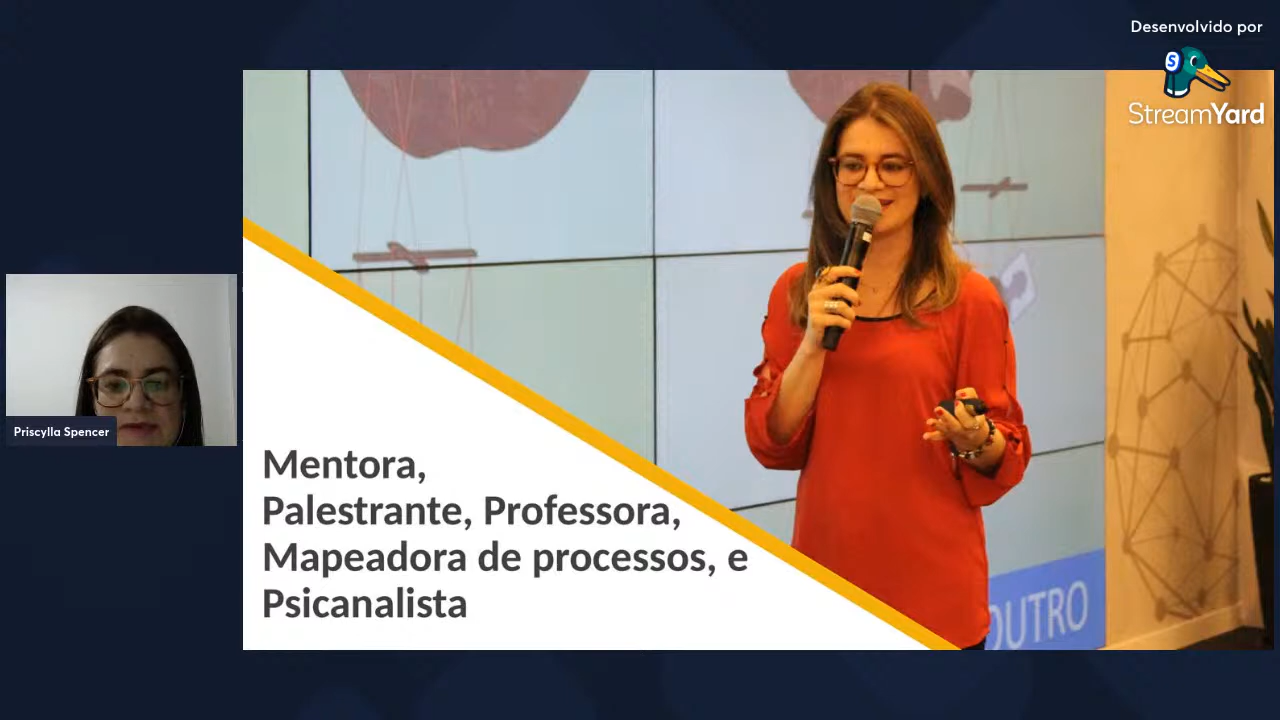 Desenvolvido por
S
StreamYard
Priscylla Spencer
Mentora,
Palestrante, Professora,
Mapeadora de processos, e
Psicanalista
OUTRO